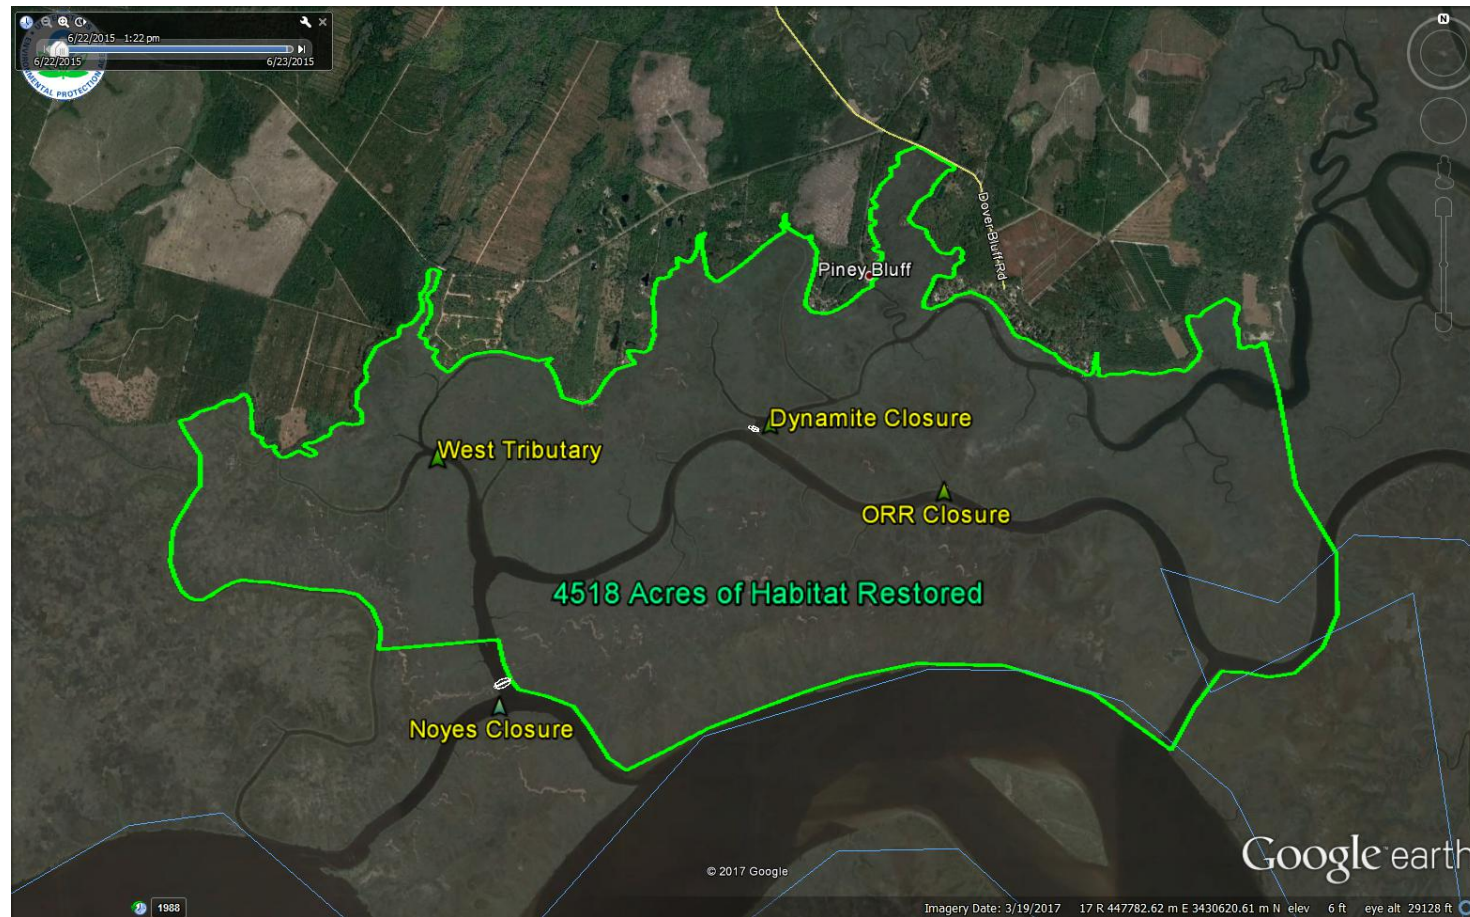 6/22/2015 1:22 pm
6/22/2015
6/23/2015
MENTAL PROTECTION
Dover Bluff Rd
Piney Bluff
Dynamite Closure
West Tributary
ORR Closure
4518 Acres of Habitat Restored
Noyes Closure
N
Google earth
© 2017 Google
1988
Imagery Date: 3/19/2017 17 R 447782.62 m E 3430620.61 m N elev 6 ft eye alt 29128 ft